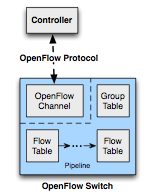 Controller
OpenFlow Protocol
OpenFlow
Channel
Group
Table
Flow
Table
Flow
Table
Pipeline
OpenFlow Switch